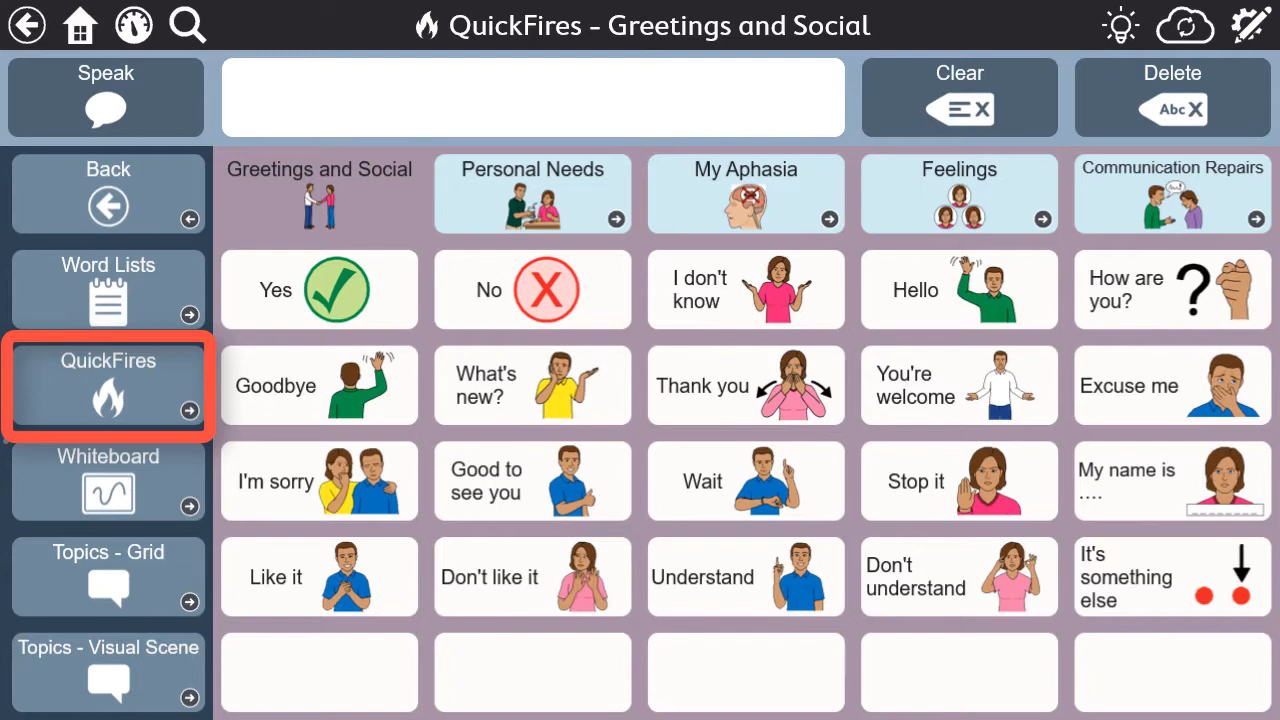 QuickFires - Greetings and Social
Speak
Clear
Delete
Abc X
Back
Greetings and Social
Personal Needs
My Aphasia
Feelings
Communication Repairs
Word Lists
Yes
No
I don't
know
Hello
How are
you?
QuickFires
Goodbye
What's
new?
Thank you
You're
welcome
Excuse me
Whiteboard
I'm sorry
Good to
see you
Wait
Stop it
My name is
....
Topics - Grid
Like it
Don't like it
Understand
Don't
understand
It's
something
else
Topics - Visual Scene